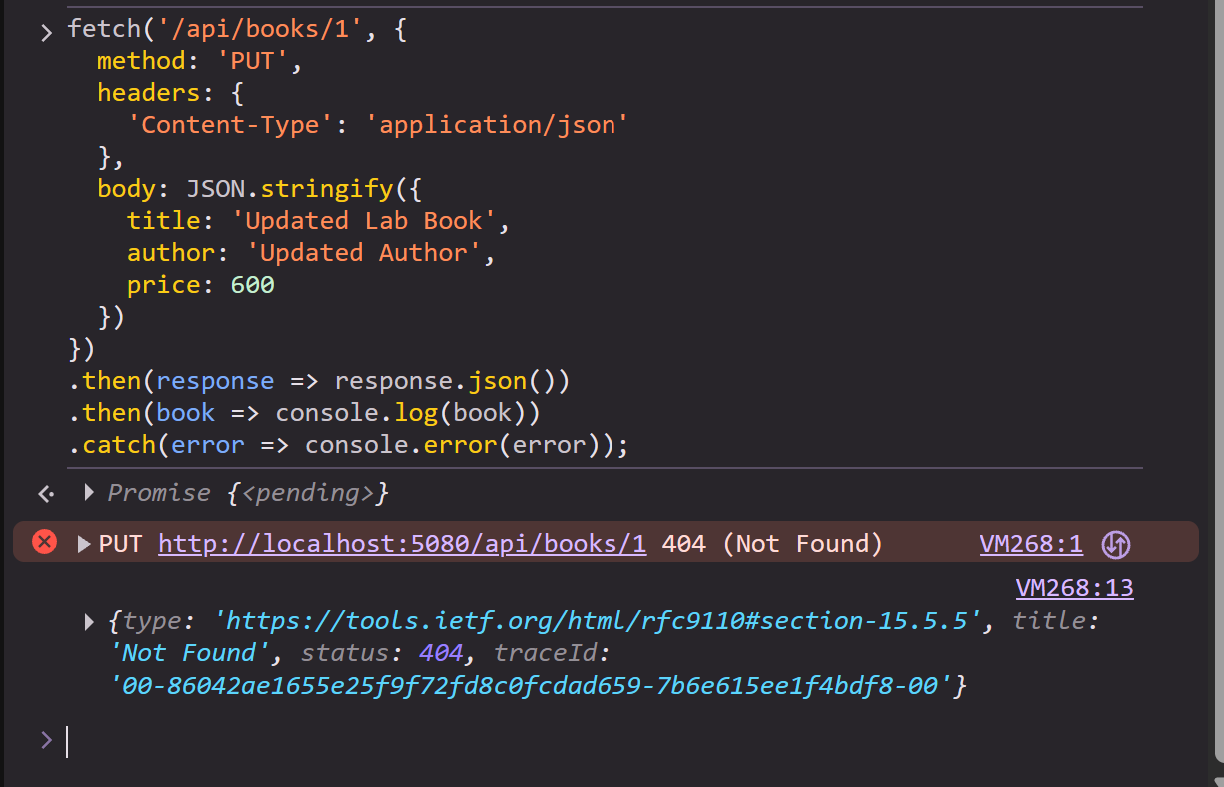 fetch('/api/books/1', {
  method: 'PUT',
  headers: {
    'Content-Type': 'application/json'
  },
  body: JSON.stringify({
    title: 'Updated Lab Book',
    author: 'Updated Author',
    price: 600
  })
})
.then(response => response.json())
.then(book => console.log(book))
.catch(error => console.error(error));
Promise {<pending>}
PUT http://localhost:5080/api/books/1 404 (Not Found) VM268:1
VM268:13
{type: 'https://tools.ietf.org/html/rfc9110#section-15.5.5', title:
'Not Found', status: 404, traceId:
'00-86042ae1655e25f9f72fd8c0fcdad659-7b6e615ee1f4bdf8-00'}